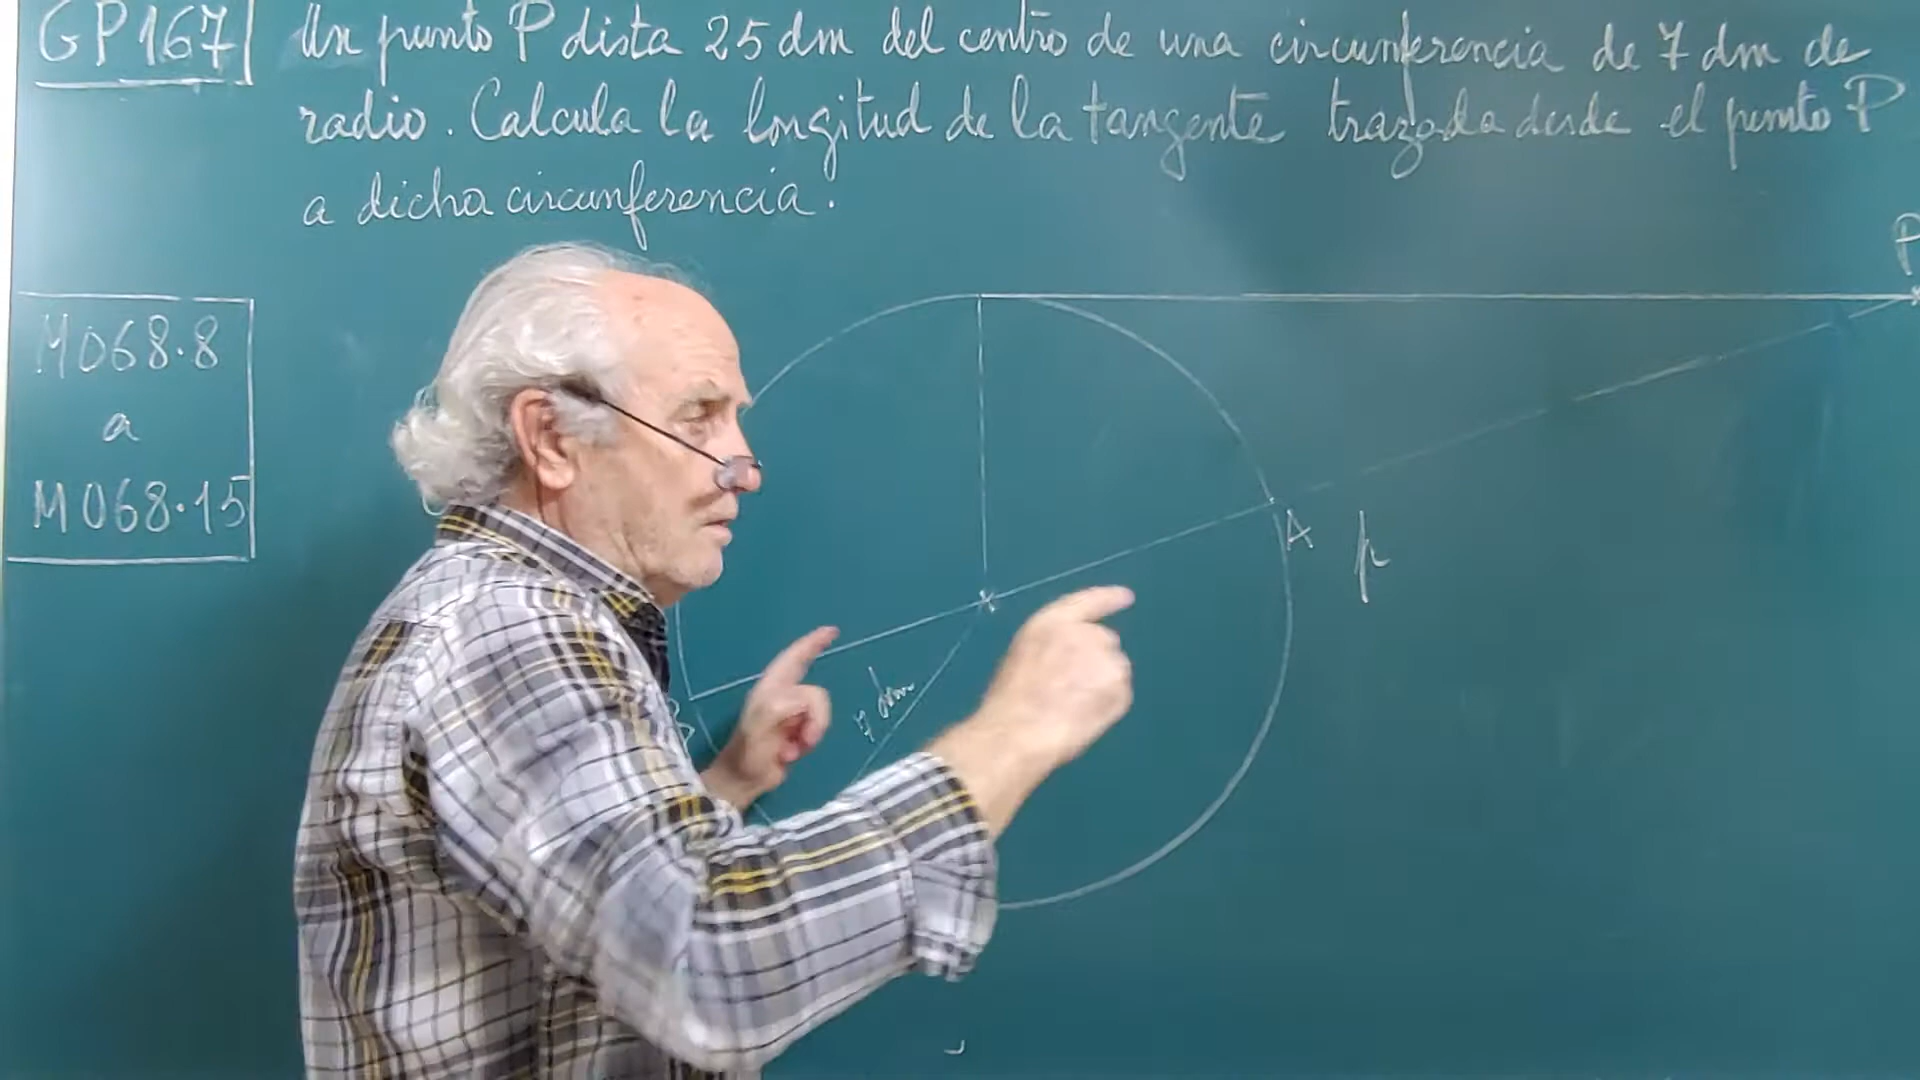 GP167
Un punto P dista 25 dm del centro de una circunferencia de 7 dm de
radio. Calcula la longitud de la tangente trazada desde el punto P
a dicha circunferencia.
P
M068.8
a
M068.15
A
p
B
7 dm